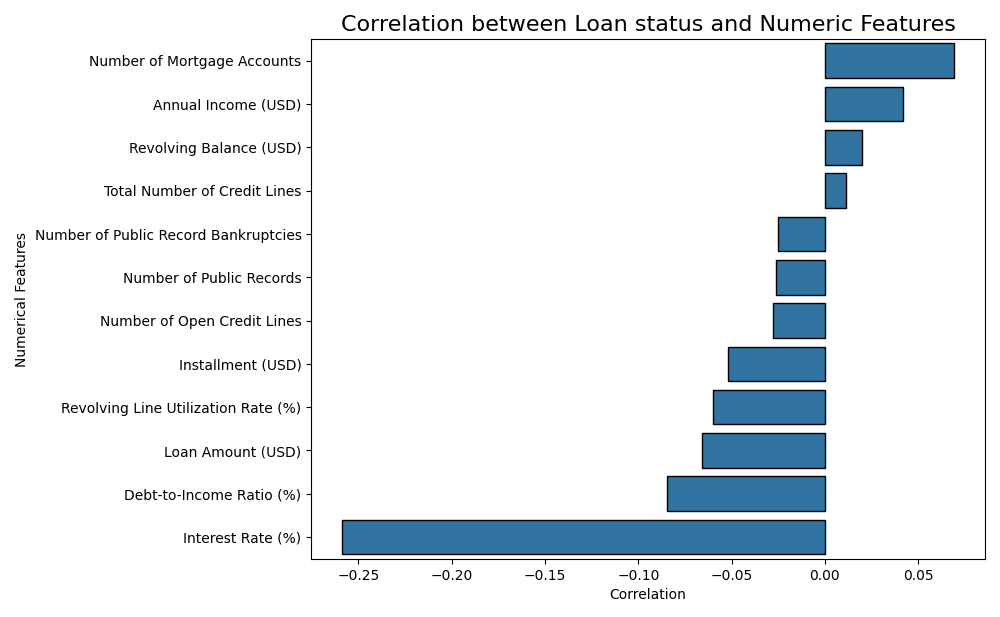 Correlation between Loan status and Numeric Features
Numerical Features
Number of Mortgage Accounts
Annual Income (USD)
Revolving Balance (USD)
Total Number of Credit Lines
Number of Public Record Bankruptcies
Number of Public Records
Number of Open Credit Lines
Installment (USD)
Revolving Line Utilization Rate (%)
Loan Amount (USD)
Debt-to-Income Ratio (%)
Interest Rate (%)
−0.25 −0.20 −0.15 −0.10 −0.05 0.00 0.05
Correlation